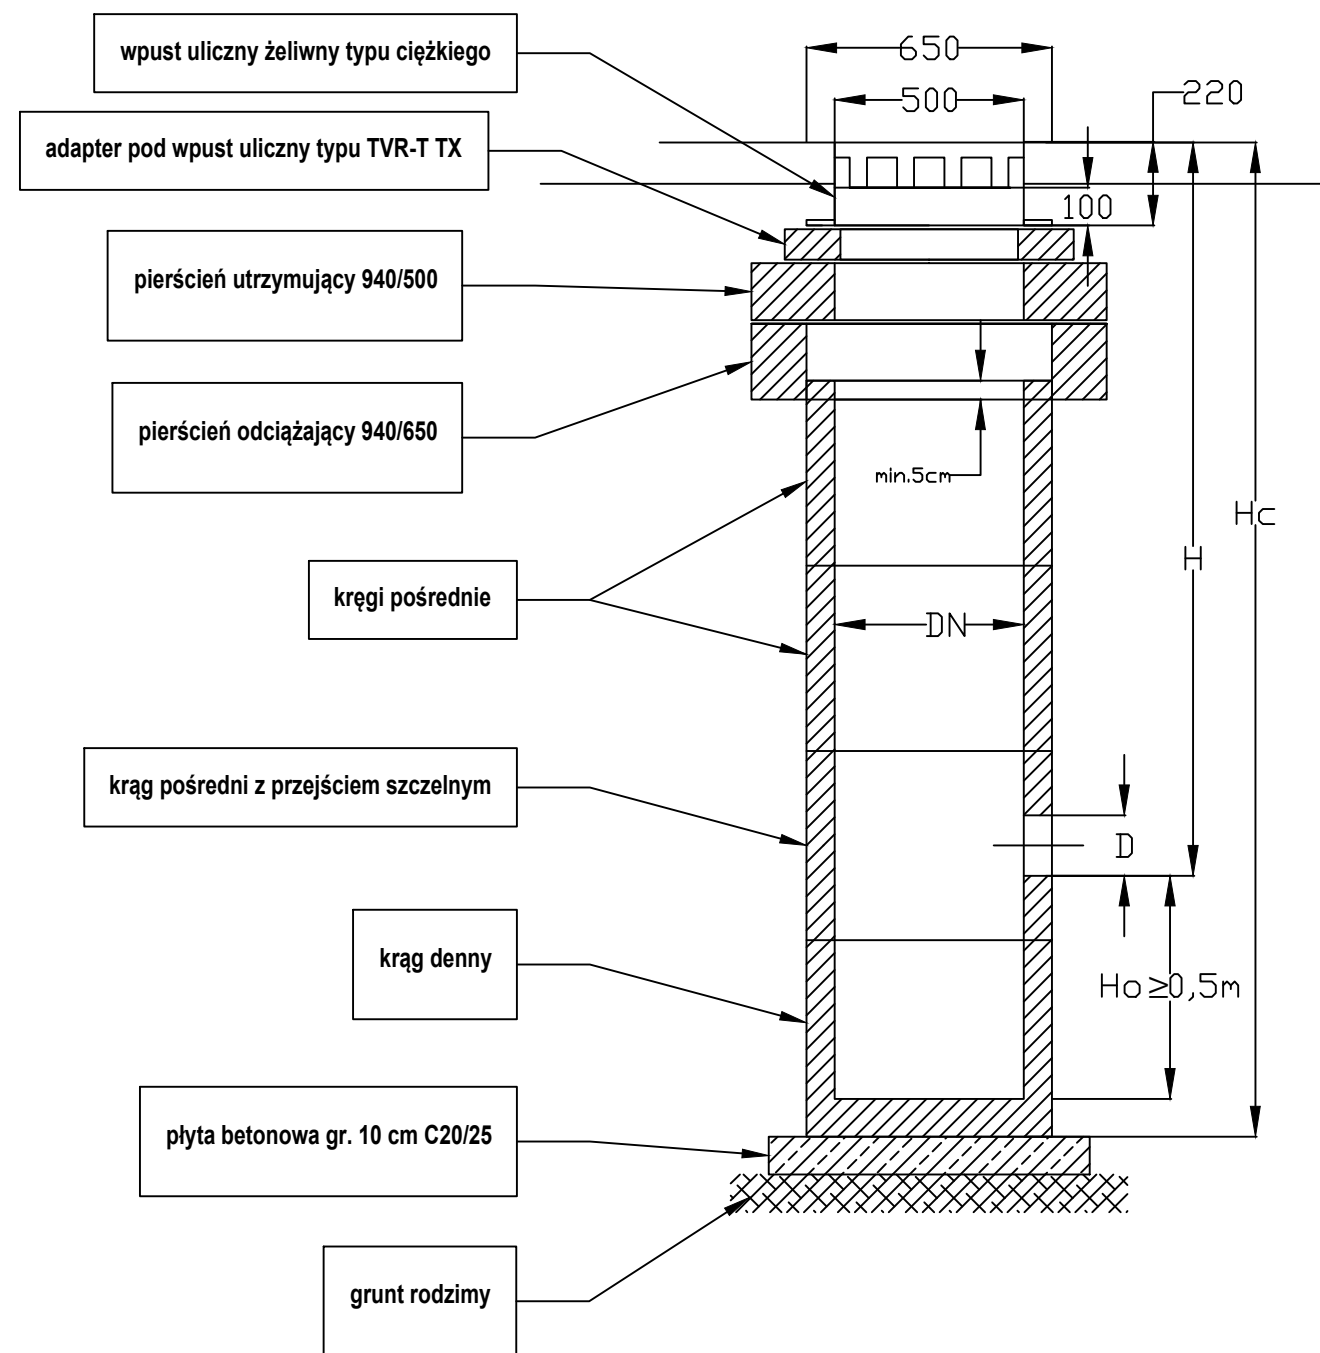 wpust uliczny żeliwny typu ciężkiego
adapter pod wpust uliczny typu TVR-T TX
pierścień utrzymujący 940/500
pierścień odciążający 940/650
kręgi pośrednie
krąg pośredni z przejściem szczelnym
krąg denny
płyta betonowa gr. 10 cm C20/25
grunt rodzimy
650
500
220
100
min.5cm
Hc
H
DN
D
Ho ≥0,5m